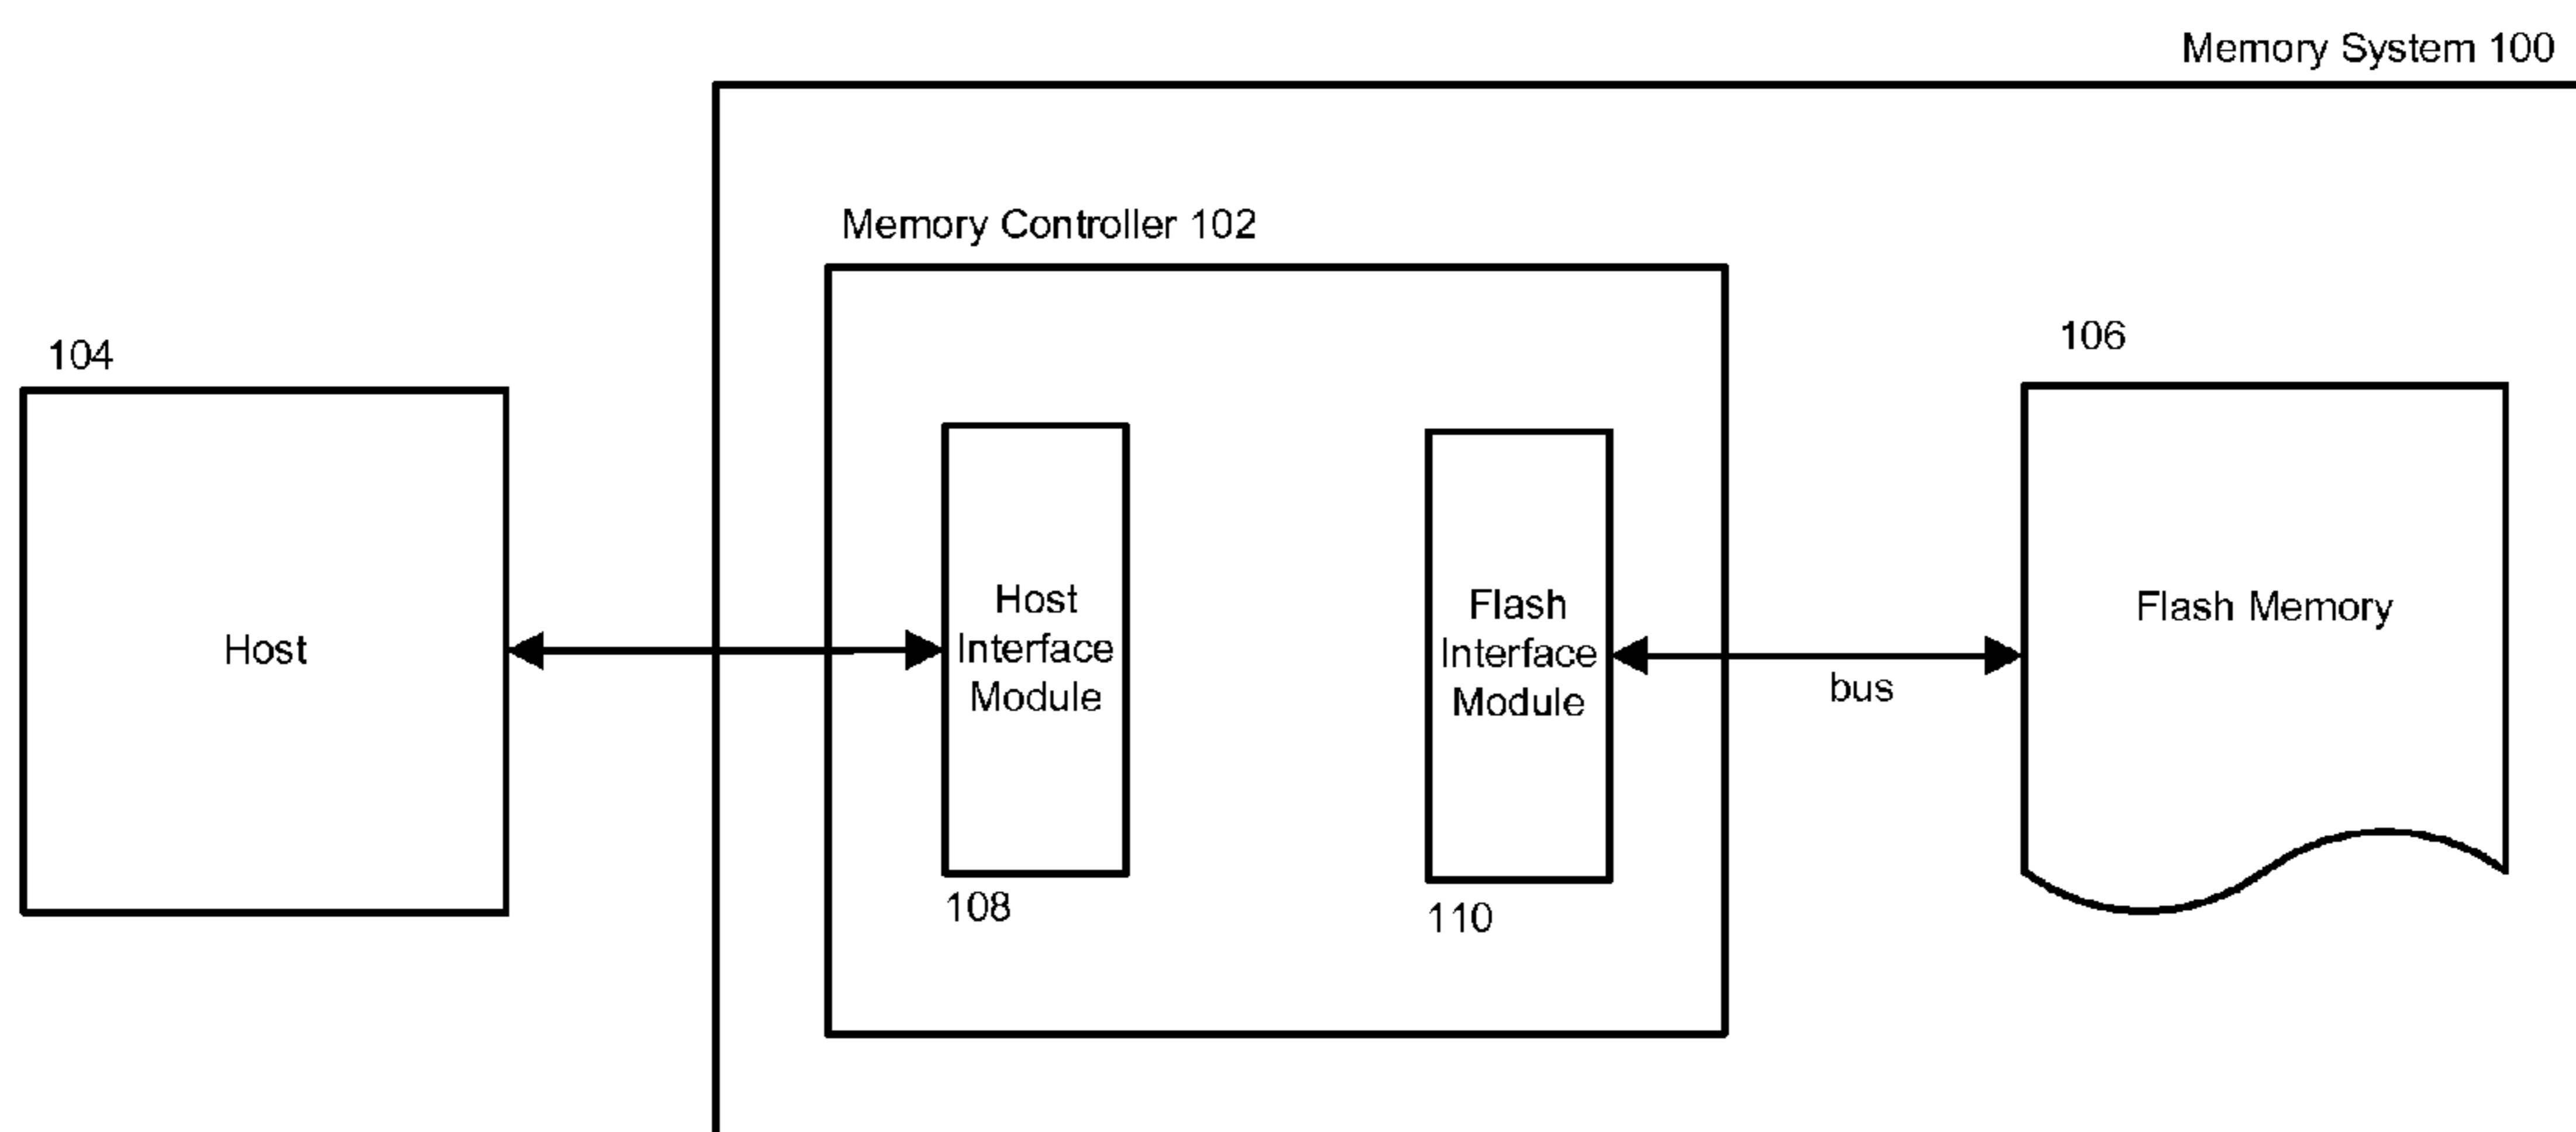 Memory System 100
Memory Controller 102
104
106
Host
Host
Interface
Module
Flash
Interface
Module
bus
Flash Memory
108
110